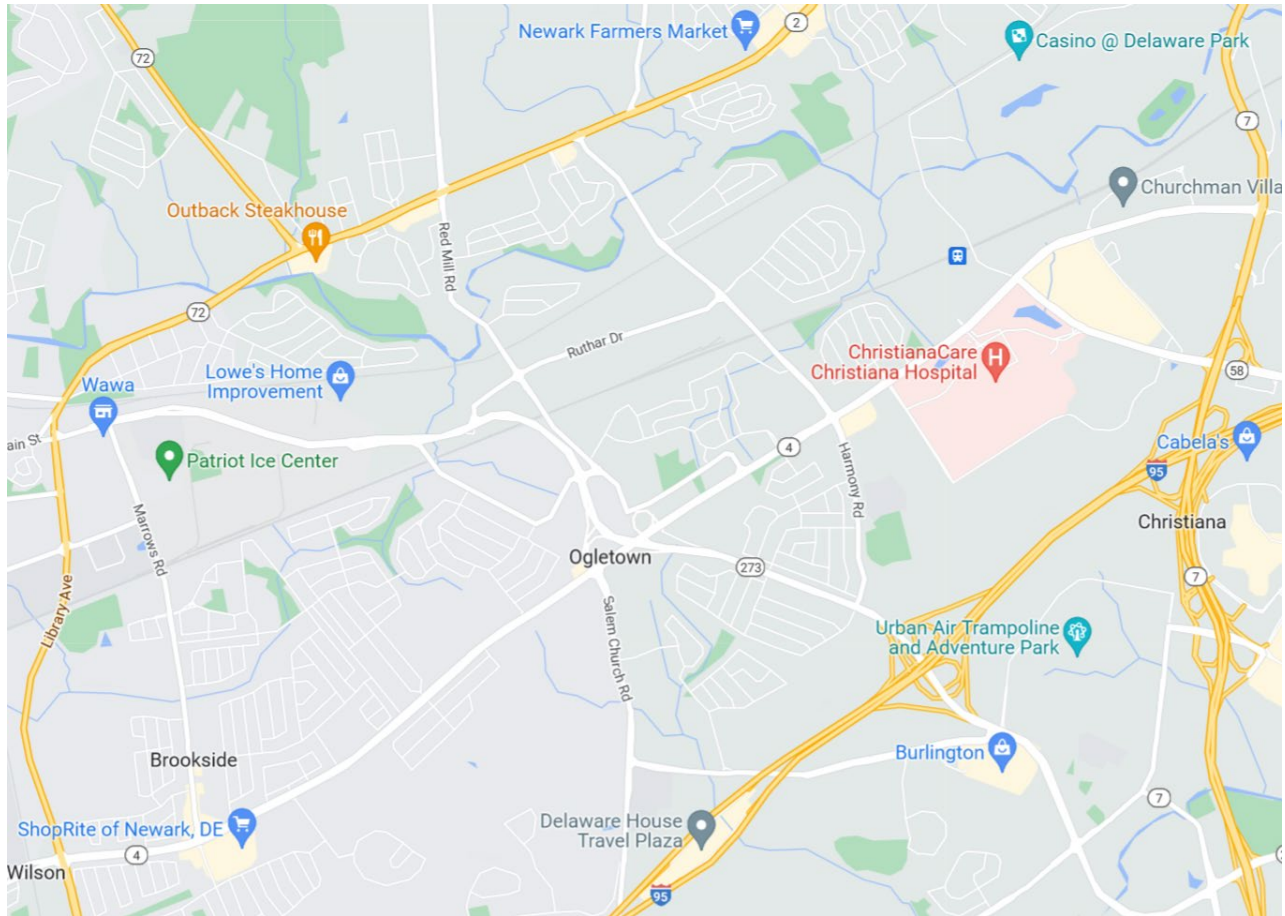 Newark Farmers Market
2
Casino @ Delaware Park
72
7
Churchman Villa
Outback Steakhouse
Red Mill Rd
72
Ruthar Dr
ChristianaCare
Christiana Hospital
H
58
Lowe's Home
Improvement
Wawa
ain St
Patriot Ice Center
4
Harmony Rd
Cabela's
95
Marrows Rd
Christiana
Ogletown
273
7
Library Ave
Salem Church Rd
Urban Air Trampoline
and Adventure Park
Brookside
Burlington
7
ShopRite of Newark, DE
4
Delaware House
Travel Plaza
Wilson
95